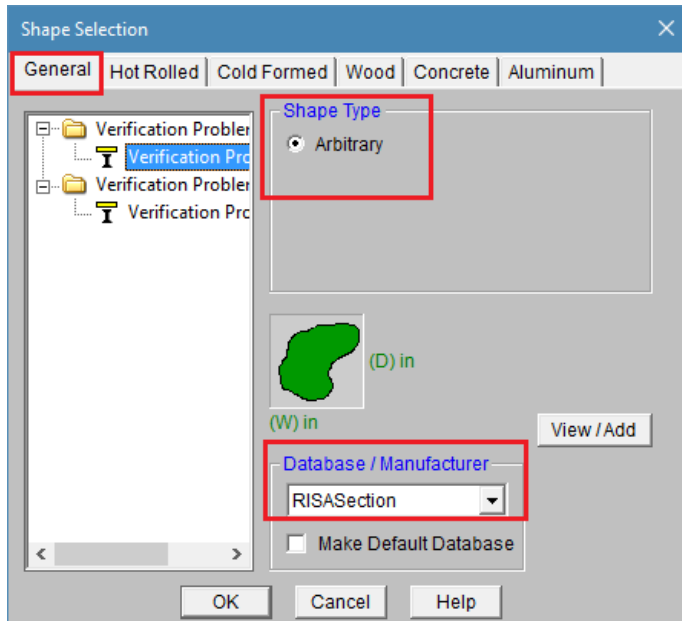 Shape Selection
General Hot Rolled Cold Formed Wood Concrete Aluminum
Verification Probler
Verification Pro
Verification Probler
Verification Prc
Shape Type
Arbitrary
(D) in
(W) in
View / Add
Database / Manufacturer
RISASection
Make Default Database
OK Cancel Help